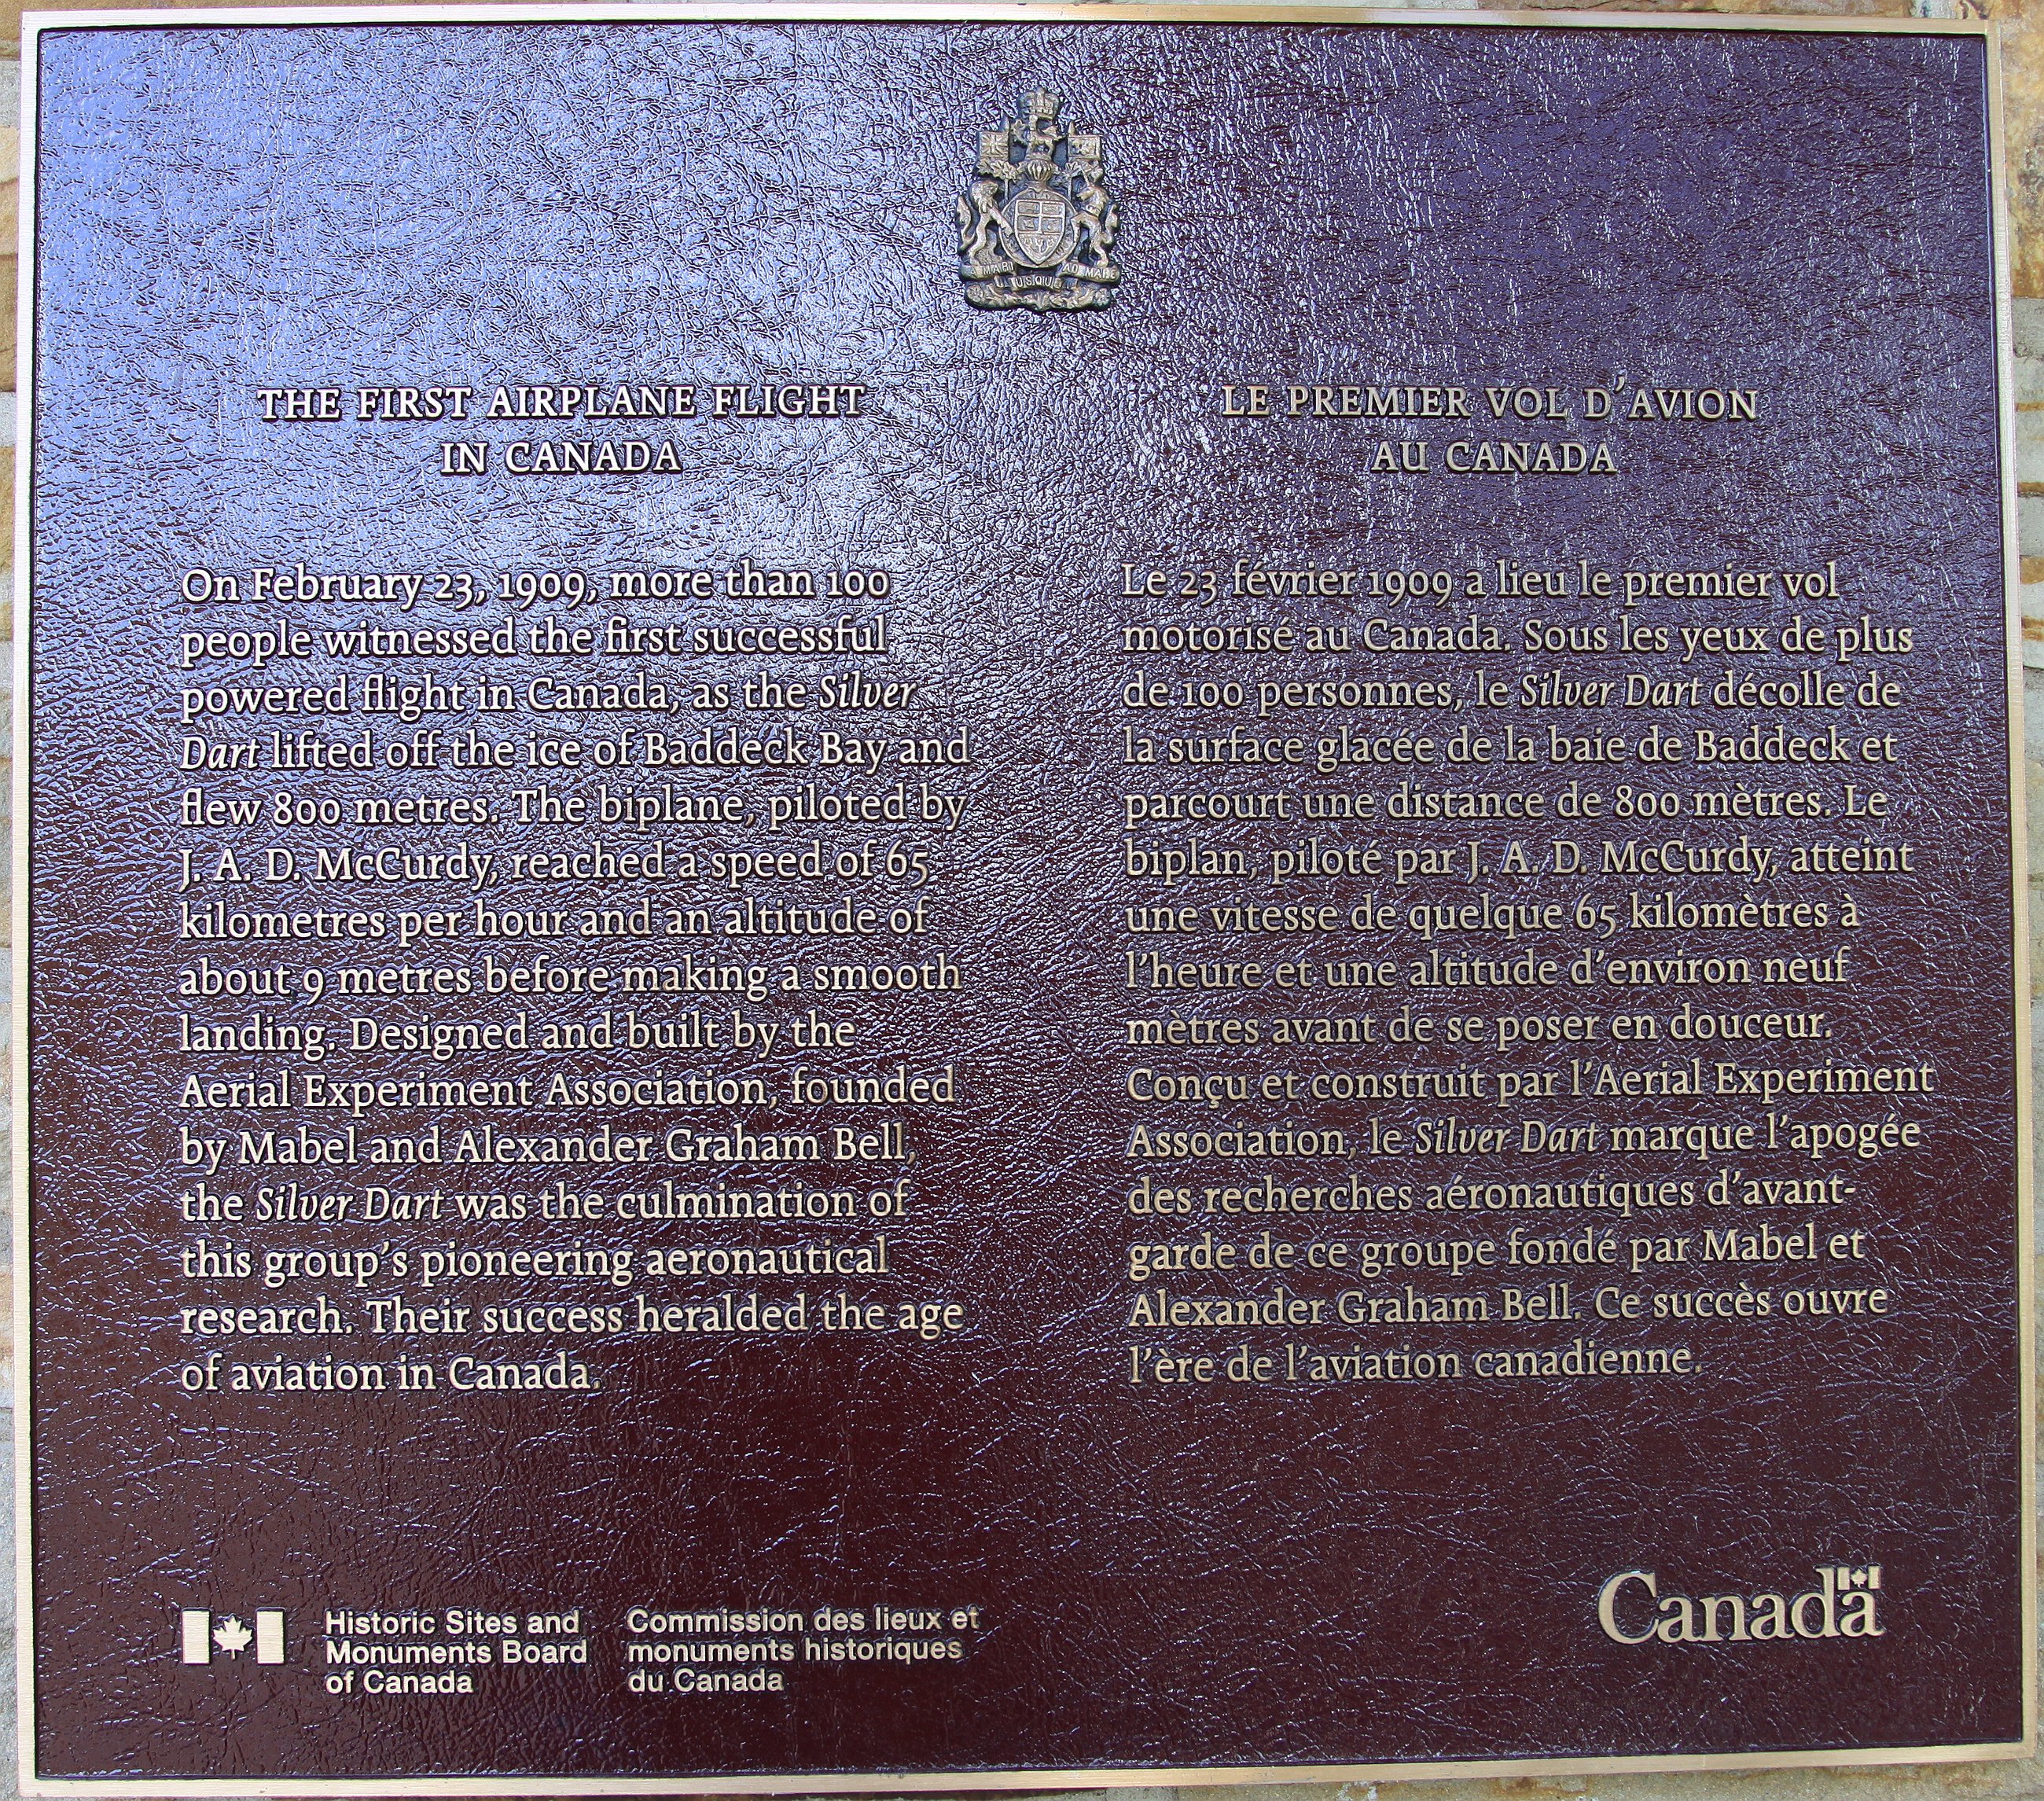 A MARI USQUE AD MARE
THE FIRST AIRPLANE FLIGHT
IN CANADA
On February 23, 1909, more than 100
people witnessed the first successful
powered flight in Canada, as the Silver
Dart lifted off the ice of Baddeck Bay and
flew 800 metres. The biplane, piloted by
J. A. D. McCurdy, reached a speed of 65
kilometres per hour and an altitude of
about 9 metres before making a smooth
landing. Designed and built by the
Aerial Experiment Association, founded
by Mabel and Alexander Graham Bell,
the Silver Dart was the culmination of
this group's pioneering aeronautical
research. Their success heralded the age
of aviation in Canada.
LE PREMIER VOL D'AVION
AU CANADA
Le 23 février 1909 a lieu le premier vol
motorisé au Canada. Sous les yeux de plus
de 100 personnes, le Silver Dart décolle de
la surface glacée de la baie de Baddeck et
parcourt une distance de 800 mètres. Le
biplan, piloté par J. A. D. McCurdy, atteint
une vitesse de quelque 65 kilomètres à
l'heure et une altitude d'environ neuf
mètres avant de se poser en douceur.
Conçu et construit par l'Aerial Experiment
Association, le Silver Dart marque l'apogée
des recherches aéronautiques d'avant-
garde de ce groupe fondé par Mabel et
Alexander Graham Bell. Ce succès ouvre
l'ère de l'aviation canadienne.
Historic Sites and
Monuments Board
of Canada
Commission des lieux et
monuments historiques
du Canada
Canada